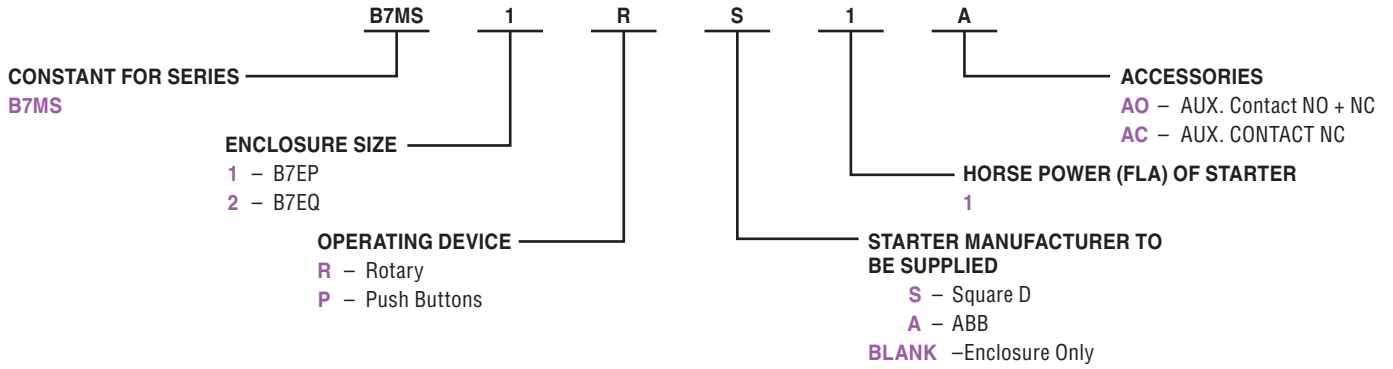 B7MS 1 R S 1 A
CONSTANT FOR SERIES
B7MS
ENCLOSURE SIZE
1 – B7EP
2 – B7EQ
OPERATING DEVICE
R – Rotary
P – Push Buttons
ACCESSORIES
AO – AUX. Contact NO + NC
AC – AUX. CONTACT NC
HORSE POWER (FLA) OF STARTER
1
STARTER MANUFACTURER TO
BE SUPPLIED
S – Square D
A – ABB
BLANK –Enclosure Only